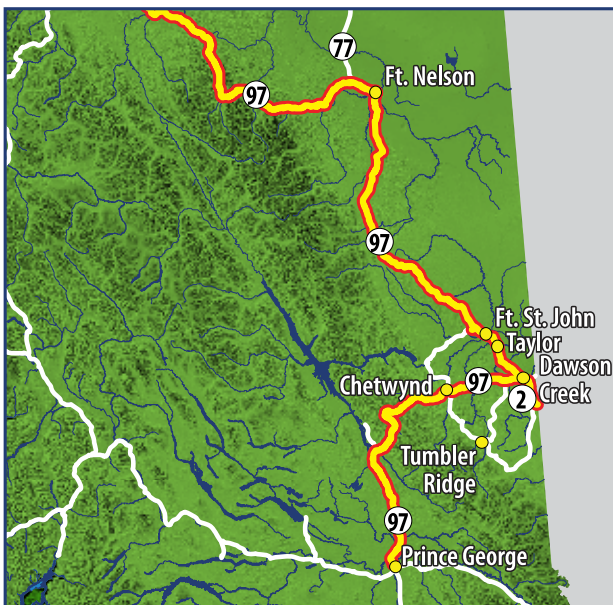 77
Ft. Nelson
97
97
Ft. St. John
Taylor
Dawson
Creek
Chetwynd
97
2
Tumbler
Ridge
97
Prince George